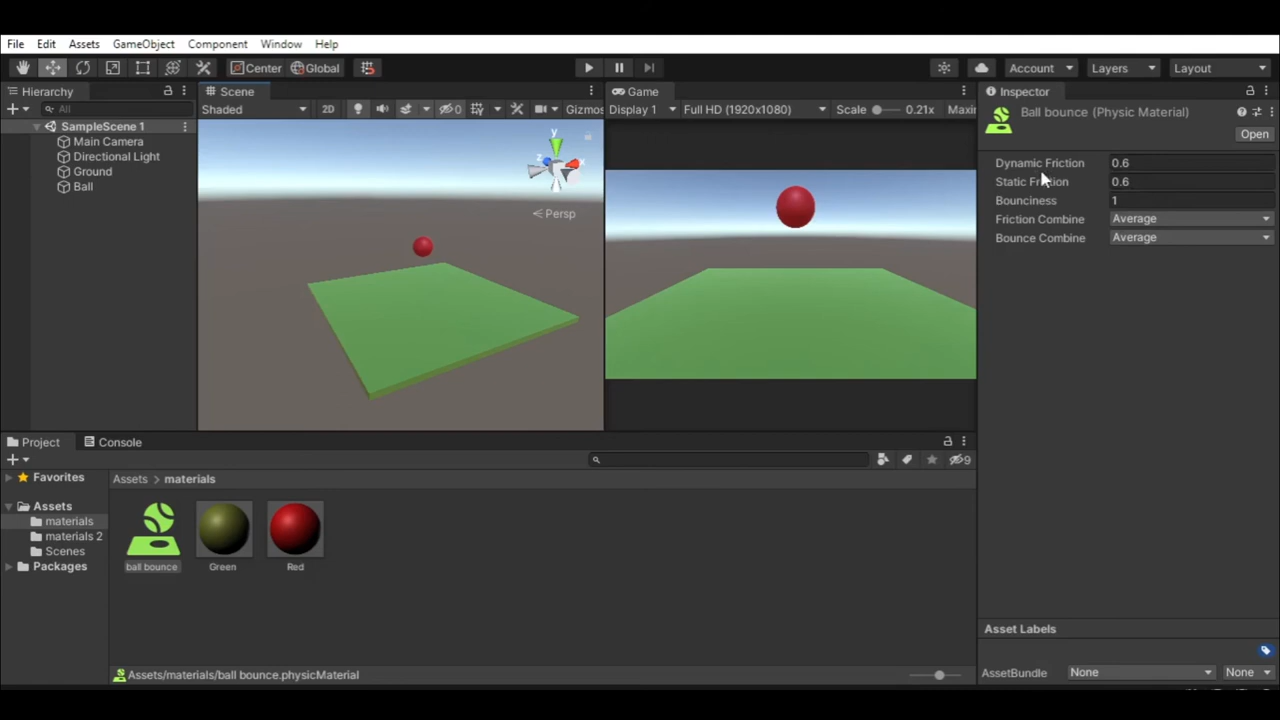 File Edit Assets GameObject Component Window Help
Center Global Account Layers Layout
Hierarchy
All
SampleScene 1
Main Camera
Directional Light
Ground
Ball
Scene
Shaded 2D 0 Gizmos
y
x
z
Persp
Game
Display 1 Full HD (1920x1080) Scale 0.21x Maxi
Inspector
Ball bounce (Physic Material)
Open
Dynamic Friction 0.6
Static Friction 0.6
Bounciness 1
Friction Combine Average
Bounce Combine Average
Project Console
9
Favorites
Assets
materials
materials 2
Scenes
Packages
Assets > materials
ball bounce Green Red
Assets/materials/ball bounce.physicMaterial
Asset Labels
AssetBundle None None